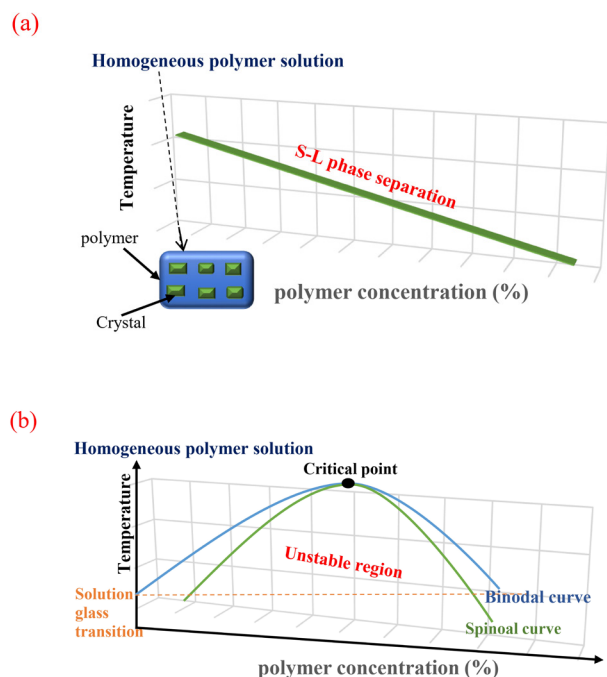 (a)
Homogeneous polymer solution
Temperature
S-L phase separation
polymer
Crystal
polymer concentration (%)
(b)
Homogeneous polymer solution
Critical point
Temperature
Unstable region
Solution
glass
transition
Binodal curve
Spinoal curve
polymer concentration (%)